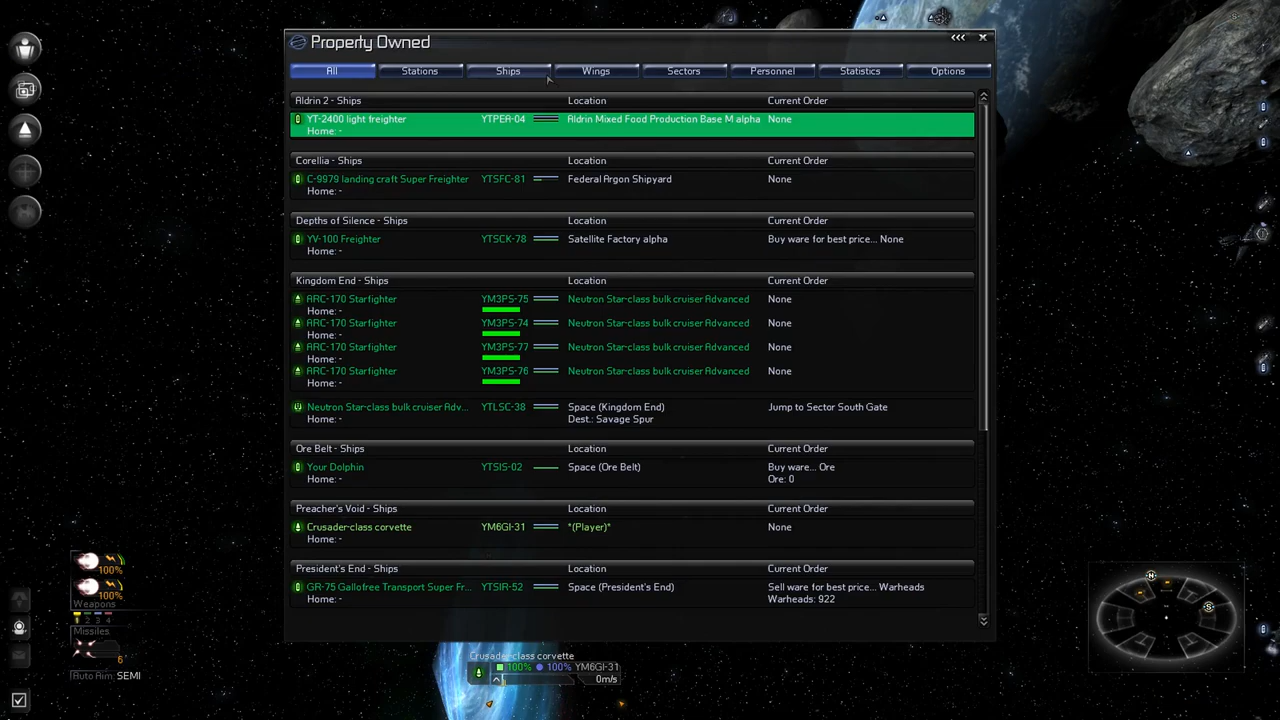 Property Owned
All Stations Ships Wings Sectors Personnel Statistics Options
Aldrin 2 - Ships Location Current Order
YT-2400 light freighter YTPER-04 Aldrin Mixed Food Production Base M alpha None
Home: -
Corellia - Ships Location Current Order
C-9979 landing craft Super Freighter YTSFC-81 Federal Argon Shipyard None
Home: -
Depths of Silence - Ships Location Current Order
YV-100 Freighter YTSCK-78 Satellite Factory alpha Buy ware for best price... None
Home: -
Kingdom End - Ships Location Current Order
ARC-170 Starfighter YM3PS-75 Neutron Star-class bulk cruiser Advanced None
Home: -
ARC-170 Starfighter YM3PS-74 Neutron Star-class bulk cruiser Advanced None
Home: -
ARC-170 Starfighter YM3PS-77 Neutron Star-class bulk cruiser Advanced None
Home: -
ARC-170 Starfighter YM3PS-76 Neutron Star-class bulk cruiser Advanced None
Home: -
Neutron Star-class bulk cruiser Adv... YTLSC-38 Space (Kingdom End) Jump to Sector South Gate
Home: - Dest.: Savage Spur
Ore Belt - Ships Location Current Order
Your Dolphin YTSIS-02 Space (Ore Belt) Buy ware... Ore
Home: - Ore: 0
Preacher's Void - Ships Location Current Order
Crusader-class corvette YM6GI-31 *(Player)* None
Home: -
President's End - Ships Location Current Order
GR-75 Gallofree Transport Super Fr... YTSIR-52 Space (President's End) Sell ware for best price... Warheads
Home: - Warheads: 922
100%
100%
Weapons
1 2 3 4
Missiles
6
Auto Aim: SEMI
Crusader-class corvette
100% 100% YM6GI-31
0m/s
N
S